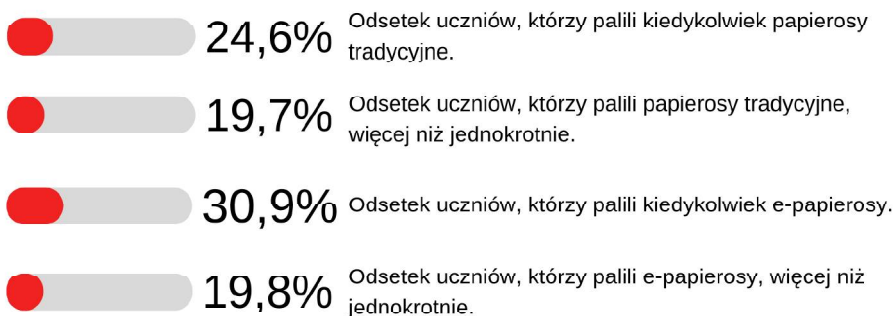 24,6%
Odsetek uczniów, którzy palili kiedykolwiek papierosy
tradycyjne.
19,7%
Odsetek uczniów, którzy palili papierosy tradycyjne,
więcej niż jednokrotnie.
30,9%
Odsetek uczniów, którzy palili kiedykolwiek e-papierosy.
19,8%
Odsetek uczniów, którzy palili e-papierosy, więcej niż
jednokrotnie.